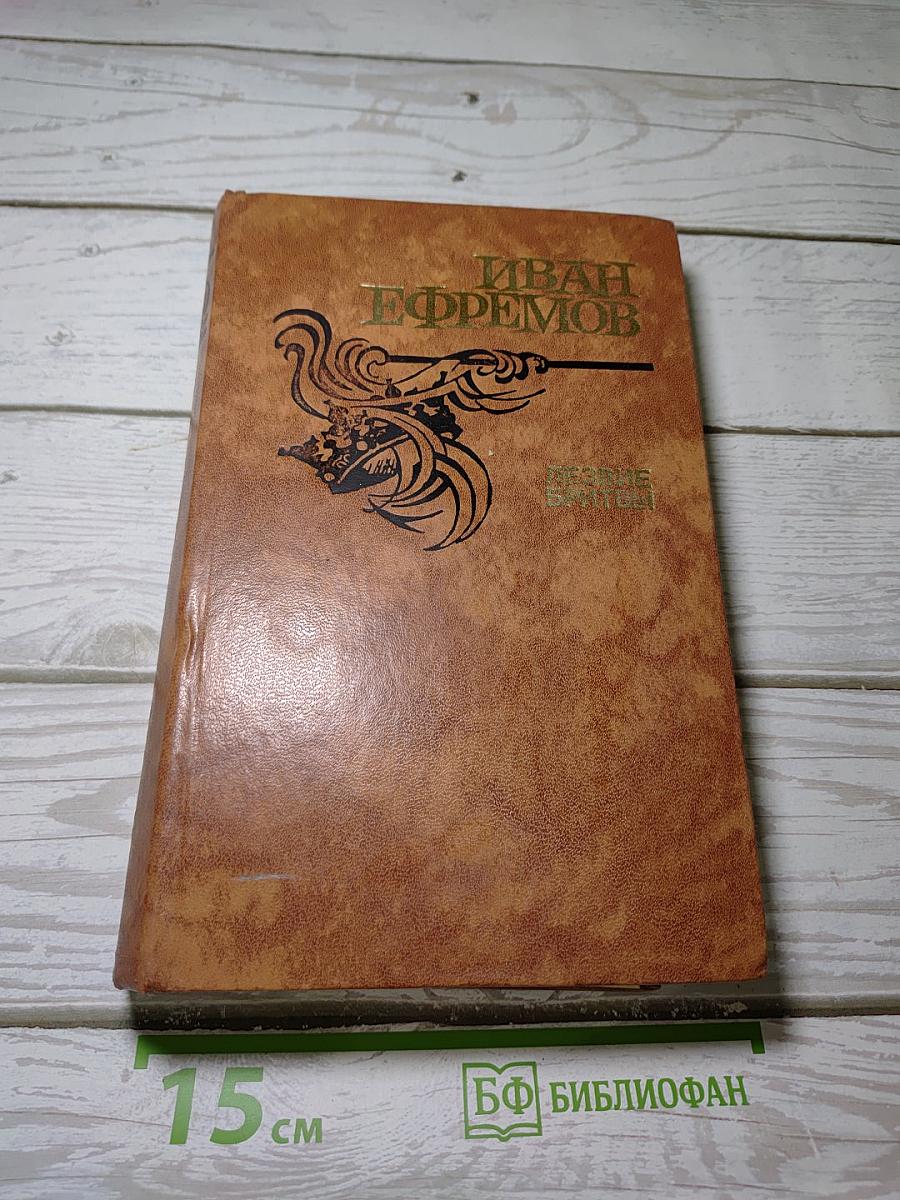 ИВАН
ЕФРЕМОВ
ЛЕЗВИЕ
БРИТВЫ
15 см
БФ БИБЛИОФАН